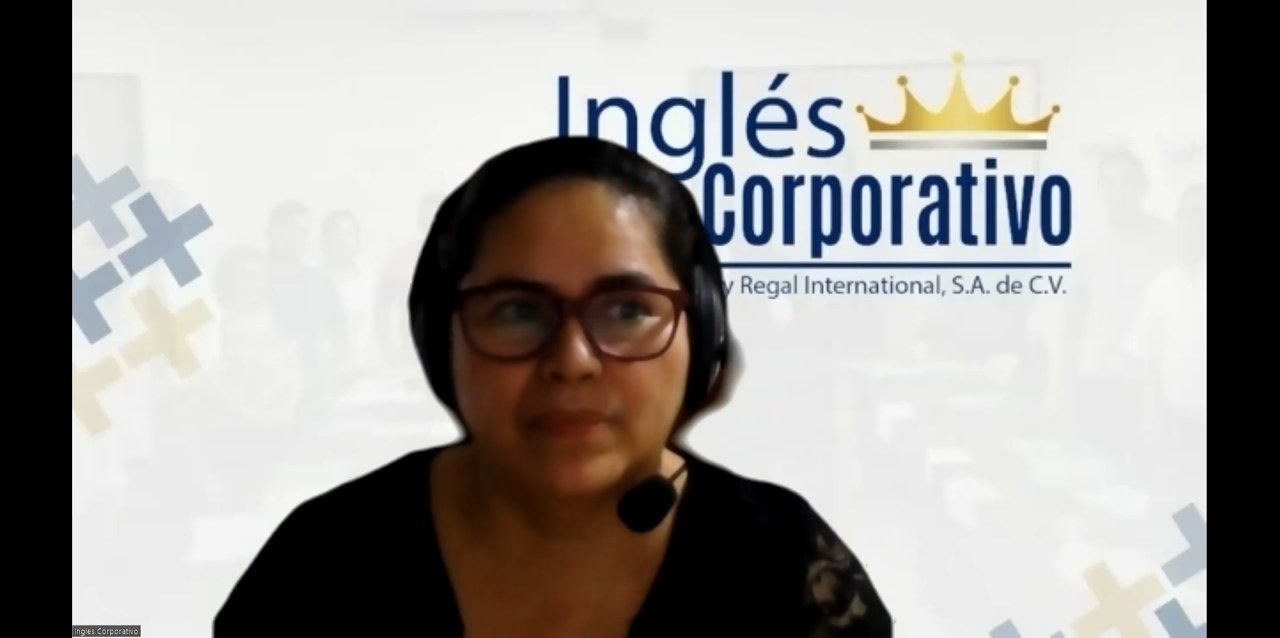 Inglés
Corporativo
y Regal International, S.A. de C.V.
Inglés Corporativo